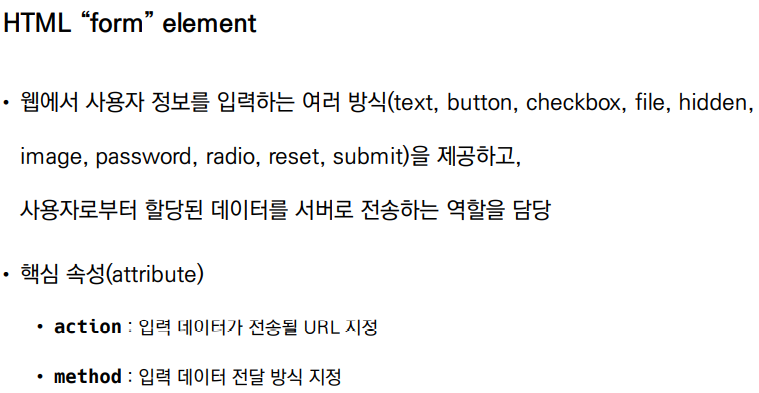 HTML “form” element
• 웹에서 사용자 정보를 입력하는 여러 방식(text, button, checkbox, file, hidden,
image, password, radio, reset, submit)을 제공하고,
사용자로부터 할당된 데이터를 서버로 전송하는 역할을 담당
• 핵심 속성(attribute)
• action : 입력 데이터가 전송될 URL 지정
• method : 입력 데이터 전달 방식 지정